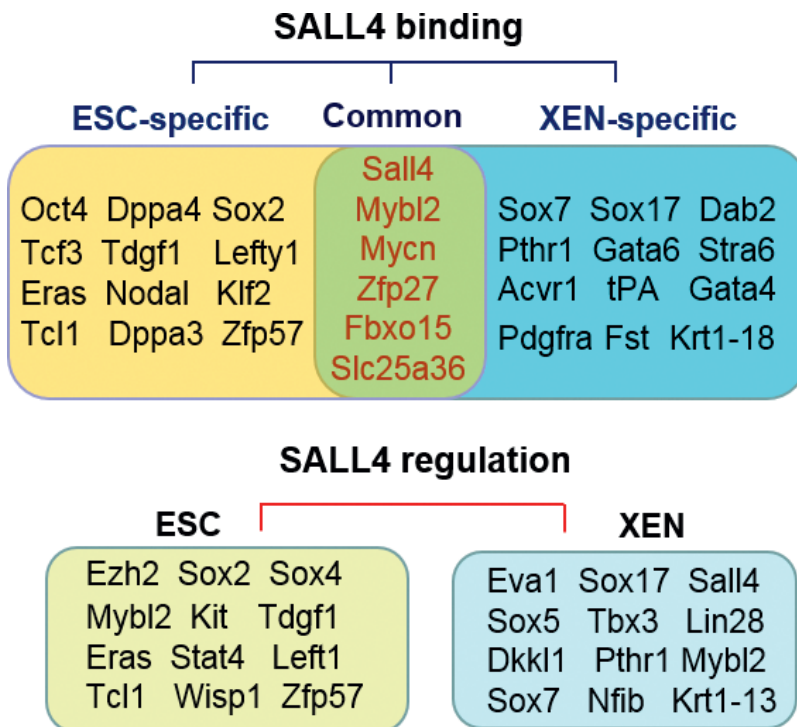 SALL4 binding
ESC-specific Common XEN-specific
Sall4
Oct4 Dppa4 Sox2 Mybl2 Sox7 Sox17 Dab2
Tcf3 Tdgf1 Lefty1 Mycn Pthr1 Gata6 Stra6
Eras Nodal Klf2 Zfp27 Acvr1 tPA Gata4
Tcl1 Dppa3 Zfp57 Fbxo15 Pdgfra Fst Krt1-18
Slc25a36
SALL4 regulation
ESC XEN
Ezh2 Sox2 Sox4 Eva1 Sox17 Sall4
Mybl2 Kit Tdgf1 Sox5 Tbx3 Lin28
Eras Stat4 Left1 Dkkl1 Pthr1 Mybl2
Tcl1 Wisp1 Zfp57 Sox7 Nfib Krt1-13